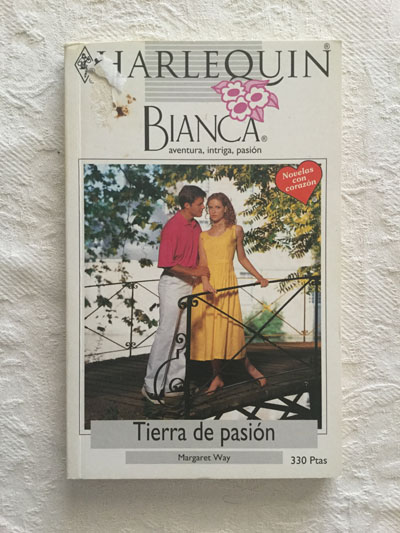 HARLEQUIN®
BIANCA®
aventura, intriga, pasión
Novelas
con
corazón
Tierra de pasión
Margaret Way
330 Ptas